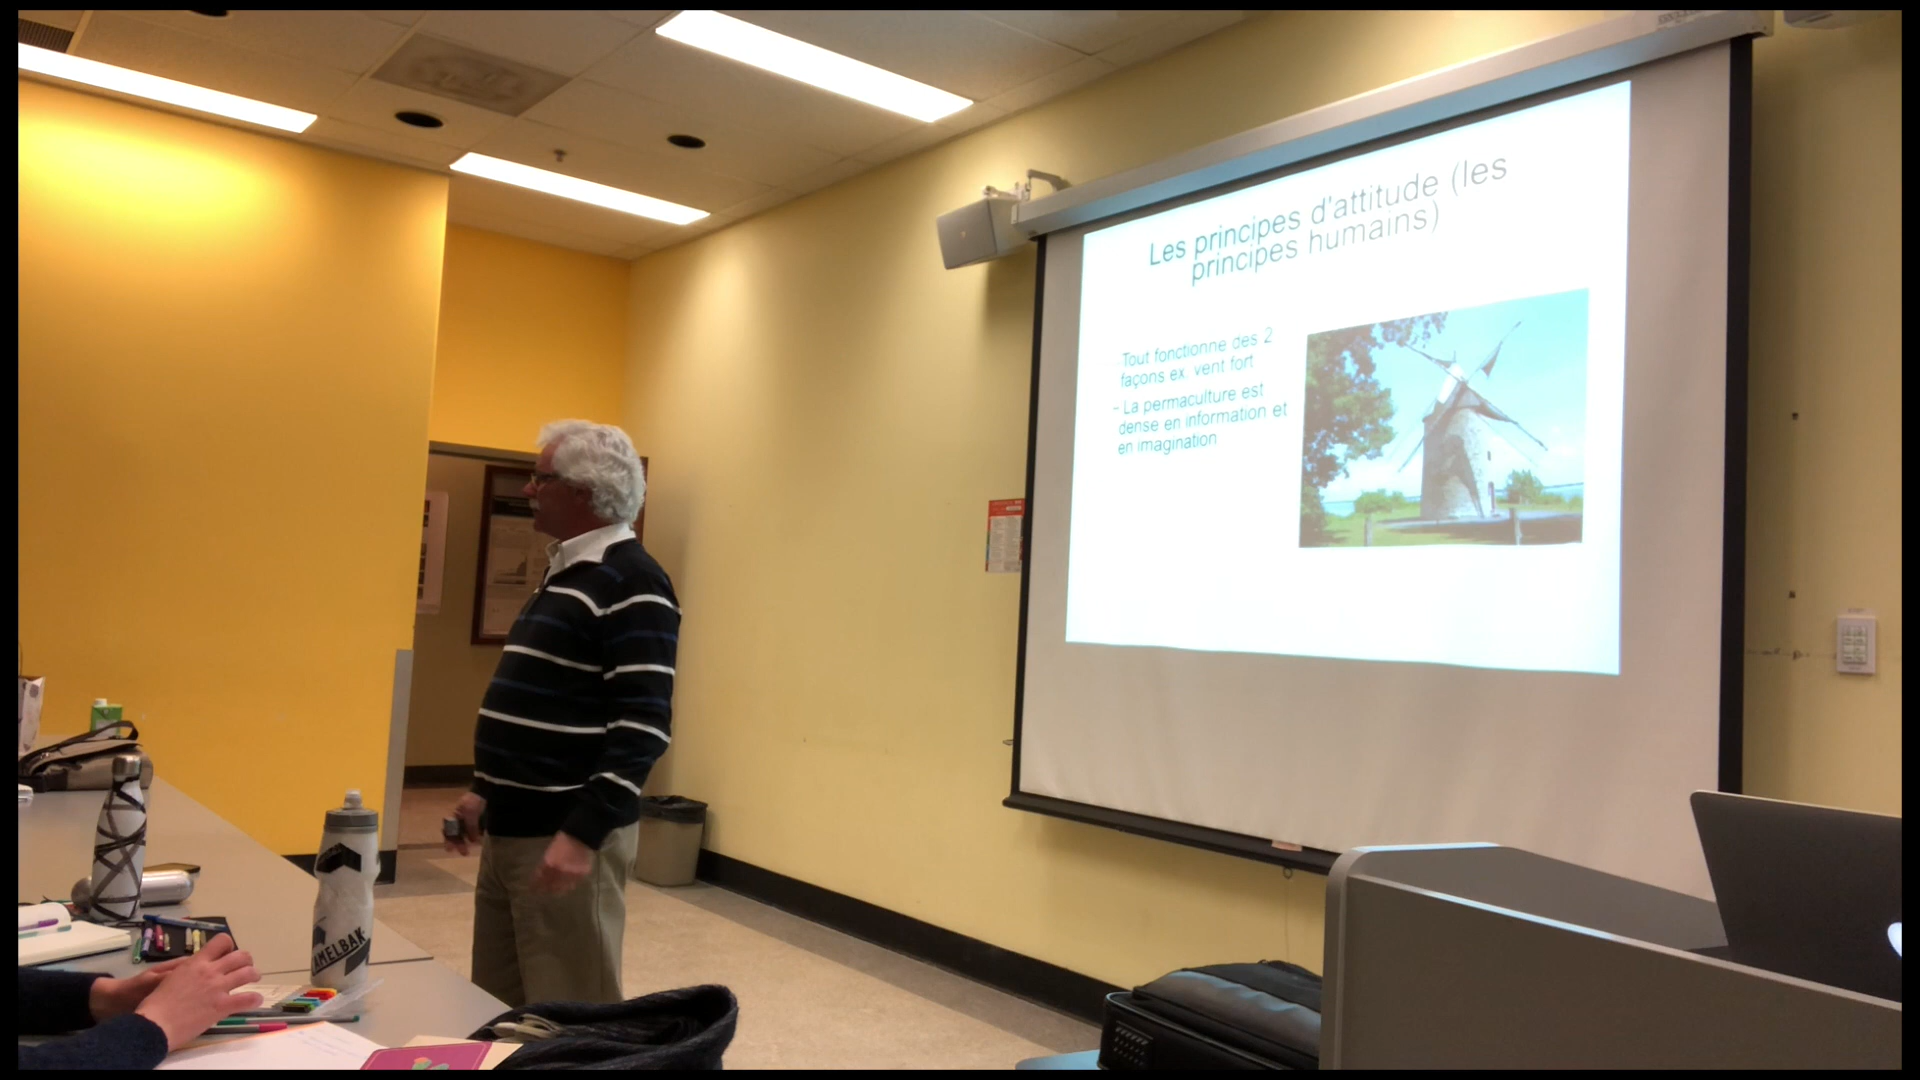 Les principes d'attitude (les
principes humains)
Tout fonctionne des 2
façons ex. vent fort
- La permaculture est
dense en information et
en imagination
AMELBAK